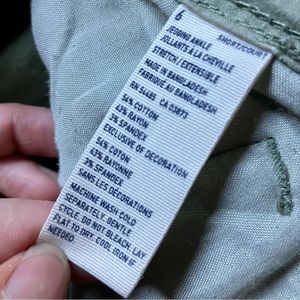 6
SHORT/COURT
JEGGING ANKLE
COLLANTS À LA CHEVILLE
STRETCH / EXTENSIBLE
MADE IN BANGLADESH
FABRIQUÉ AU BANGLADESH
RN 54485 CA 03873
54% COTTON
43% RAYON
3% SPANDEX
EXCLUSIVE OF DECORATION
54% COTON
43% RAYONNE
3% SPANDEX
SANS LES DÉCORATIONS
MACHINE WASH COLD
SEPARATELY, GENTLE
CYCLE. DO NOT BLEACH. LAY
FLAT TO DRY. COOL IRON IF
NEEDED.